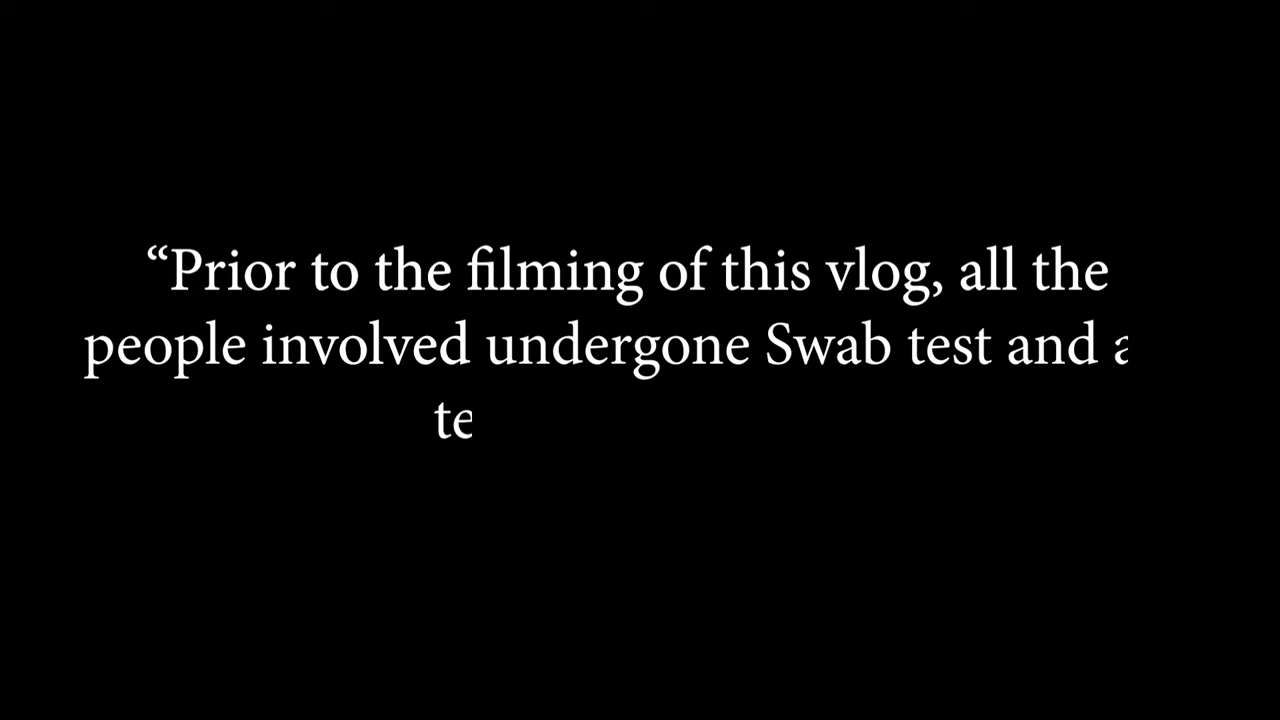 “Prior to the filming of this vlog, all the
people involved undergone Swab test and
te